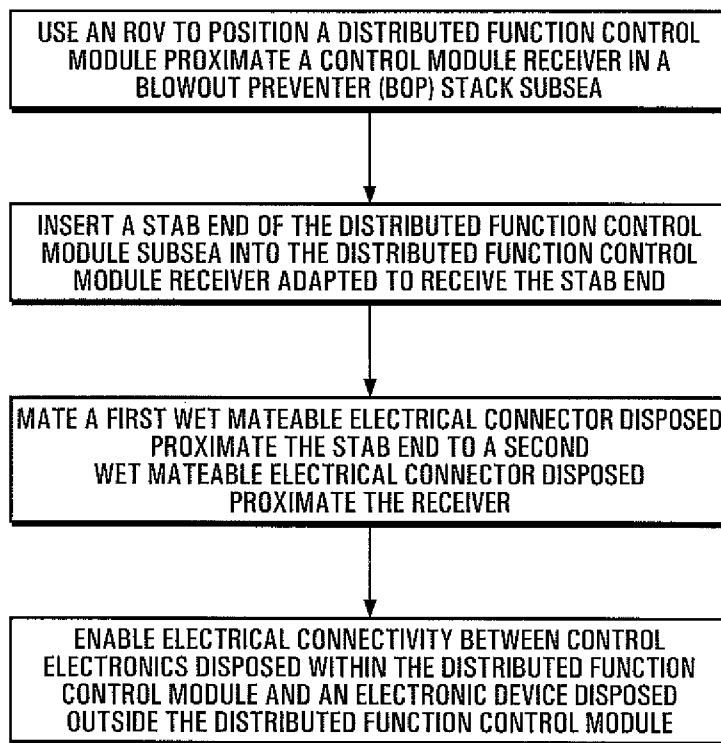 USE AN ROV TO POSITION A DISTRIBUTED FUNCTION CONTROL
MODULE PROXIMATE A CONTROL MODULE RECEIVER IN A
BLOWOUT PREVENTER (BOP) STACK SUBSEA
INSERT A STAB END OF THE DISTRIBUTED FUNCTION CONTROL
MODULE SUBSEA INTO THE DISTRIBUTED FUNCTION CONTROL
MODULE RECEIVER ADAPTED TO RECEIVE THE STAB END
MATE A FIRST WET MATEABLE ELECTRICAL CONNECTOR DISPOSED
PROXIMATE THE STAB END TO A SECOND
WET MATEABLE ELECTRICAL CONNECTOR DISPOSED
PROXIMATE THE RECEIVER
ENABLE ELECTRICAL CONNECTIVITY BETWEEN CONTROL
ELECTRONICS DISPOSED WITHIN THE DISTRIBUTED FUNCTION
CONTROL MODULE AND AN ELECTRONIC DEVICE DISPOSED
OUTSIDE THE DISTRIBUTED FUNCTION CONTROL MODULE